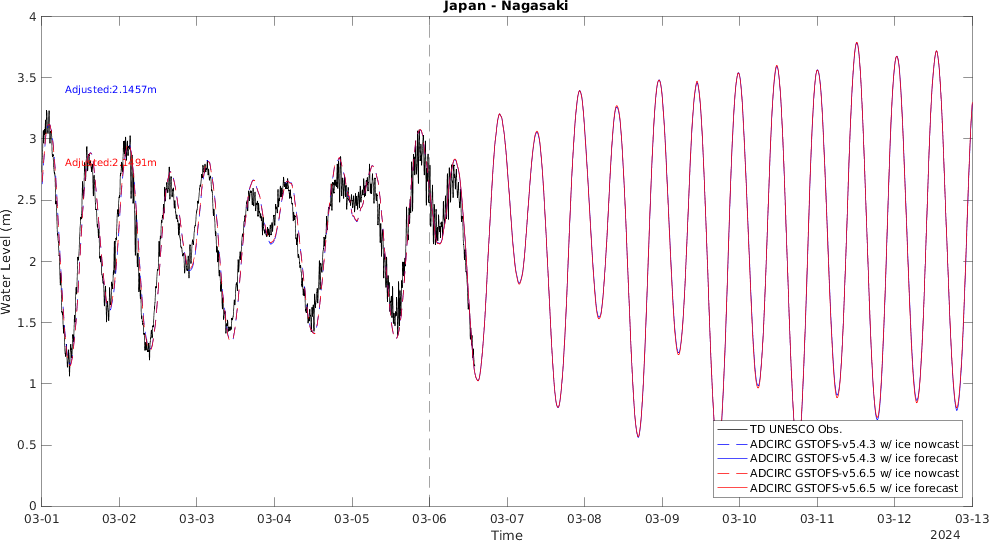 Japan - Nagasaki
4
3.5
3
2.5
2
1.5
1
0.5
0
Water Level (m)
Adjusted:2.1457m
Adjusted:2.1491m
TD UNESCO Obs.
ADCIRC GSTOFS-v5.4.3 w/ ice nowcast
ADCIRC GSTOFS-v5.4.3 w/ ice forecast
ADCIRC GSTOFS-v5.6.5 w/ ice nowcast
ADCIRC GSTOFS-v5.6.5 w/ ice forecast
03-01 03-02 03-03 03-04 03-05 03-06 03-07 03-08 03-09 03-10 03-11 03-12 03-13
Time
2024